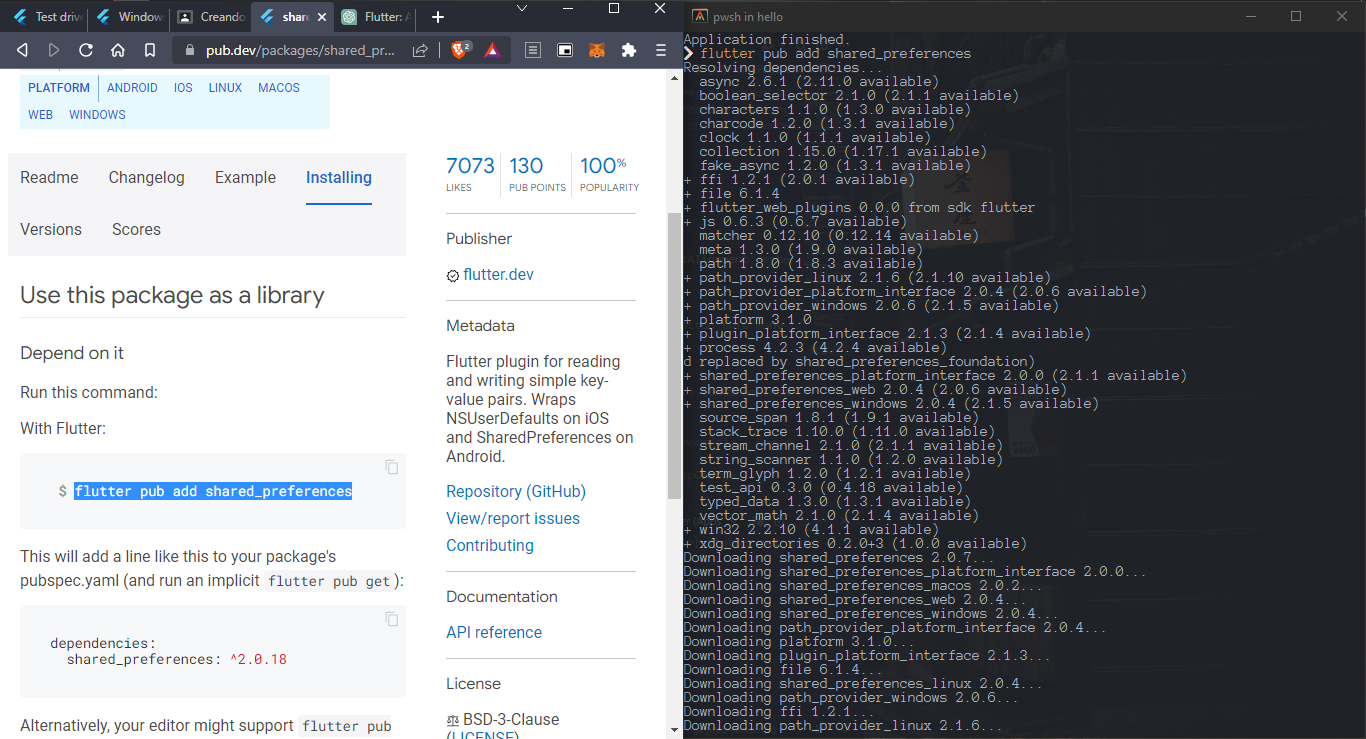 Test driv
Window
Creando
shar
Flutter: A
pub.dev/packages/shared_pr...
2
PLATFORM ANDROID IOS LINUX MACOS
WEB WINDOWS
Readme Changelog Example Installing
Versions Scores
Use this package as a library
Depend on it
Run this command:
With Flutter:
$ flutter pub add shared_preferences
This will add a line like this to your package's
pubspec.yaml (and run an implicit flutter pub get):
dependencies:
shared_preferences: ^2.0.18
Alternatively, your editor might support flutter pub
7073 130 100%
LIKES PUB POINTS POPULARITY
Publisher
flutter.dev
Metadata
Flutter plugin for reading
and writing simple key-
value pairs. Wraps
NSUserDefaults on iOS
and SharedPreferences on
Android.
Repository (GitHub)
View/report issues
Contributing
Documentation
API reference
License
BSD-3-Clause
(LICENSE)
pwsh in hello
Application finished.
❯ flutter pub add shared_preferences
Resolving dependencies...
async 2.6.1 (2.11.0 available)
boolean_selector 2.1.0 (2.1.1 available)
characters 1.1.0 (1.3.0 available)
charcode 1.2.0 (1.3.1 available)
clock 1.1.0 (1.1.1 available)
collection 1.15.0 (1.17.1 available)
fake_async 1.2.0 (1.3.1 available)
+ ffi 1.2.1 (2.0.1 available)
+ file 6.1.4
+ flutter_web_plugins 0.0.0 from sdk flutter
+ js 0.6.3 (0.6.7 available)
matcher 0.12.10 (0.12.14 available)
meta 1.3.0 (1.9.0 available)
path 1.8.0 (1.8.3 available)
+ path_provider_linux 2.1.6 (2.1.10 available)
+ path_provider_platform_interface 2.0.4 (2.0.6 available)
+ path_provider_windows 2.0.6 (2.1.5 available)
+ platform 3.1.0
+ plugin_platform_interface 2.1.3 (2.1.4 available)
+ process 4.2.3 (4.2.4 available)
d replaced by shared_preferences_foundation)
+ shared_preferences_platform_interface 2.0.0 (2.1.1 available)
+ shared_preferences_web 2.0.4 (2.0.6 available)
+ shared_preferences_windows 2.0.4 (2.1.5 available)
source_span 1.8.1 (1.9.1 available)
stack_trace 1.10.0 (1.11.0 available)
stream_channel 2.1.0 (2.1.1 available)
string_scanner 1.1.0 (1.2.0 available)
term_glyph 1.2.0 (1.2.1 available)
test_api 0.3.0 (0.4.18 available)
typed_data 1.3.0 (1.3.1 available)
vector_math 2.1.0 (2.1.4 available)
+ win32 2.2.10 (4.1.1 available)
+ xdg_directories 0.2.0+3 (1.0.0 available)
Downloading shared_preferences 2.0.7...
Downloading shared_preferences_platform_interface 2.0.0...
Downloading shared_preferences_macos 2.0.2...
Downloading shared_preferences_web 2.0.4...
Downloading shared_preferences_windows 2.0.4...
Downloading path_provider_platform_interface 2.0.4...
Downloading platform 3.1.0...
Downloading plugin_platform_interface 2.1.3...
Downloading file 6.1.4...
Downloading shared_preferences_linux 2.0.4...
Downloading path_provider_windows 2.0.6...
Downloading ffi 1.2.1...
Downloading path_provider_linux 2.1.6...